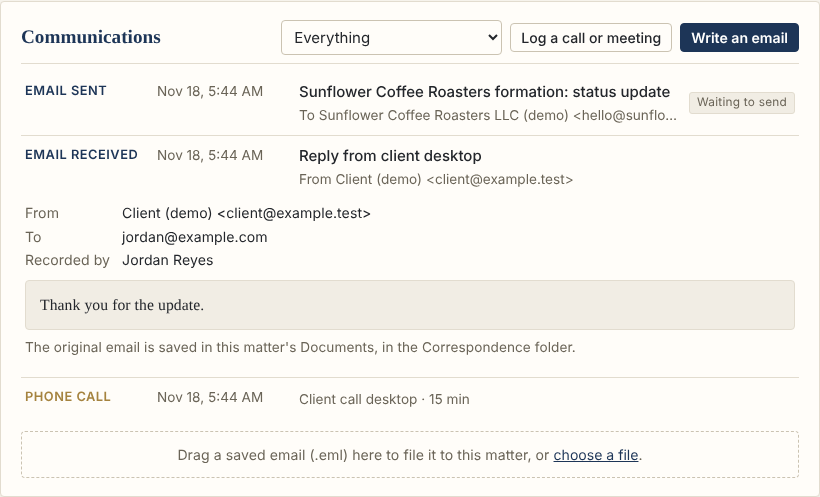 Communications
Everything
Log a call or meeting
Write an email
EMAIL SENT
Nov 18, 5:44 AM
Sunflower Coffee Roasters formation: status update
To Sunflower Coffee Roasters LLC (demo) <hello@sunflo...
Waiting to send
EMAIL RECEIVED
Nov 18, 5:44 AM
Reply from client desktop
From Client (demo) <client@example.test>
From Client (demo) <client@example.test>
To jordan@example.com
Recorded by Jordan Reyes
Thank you for the update.
The original email is saved in this matter's Documents, in the Correspondence folder.
PHONE CALL
Nov 18, 5:44 AM
Client call desktop · 15 min
Drag a saved email (.eml) here to file it to this matter, or choose a file.